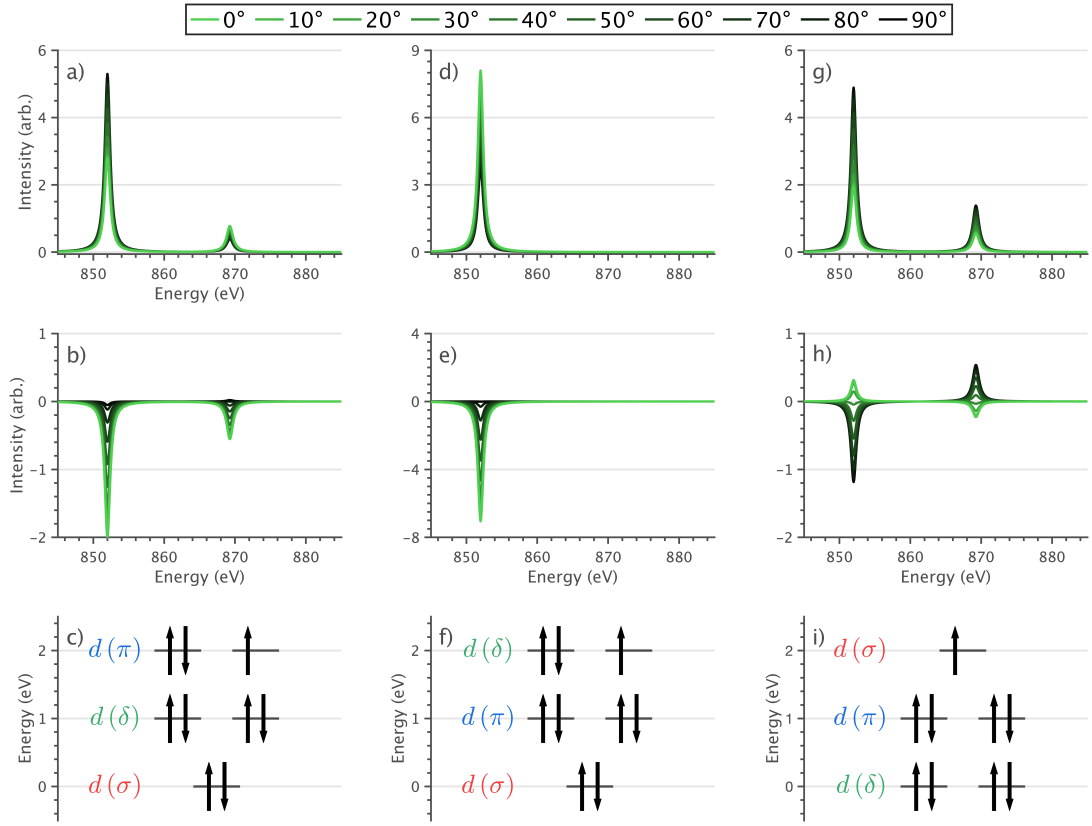 0° 10° 20° 30° 40° 50° 60° 70° 80° 90°
a)
Intensity (arb.)
6
4
2
0
850 860 870 880
Energy (eV)
d)
9
6
3
0
850 860 870 880
g)
6
4
2
0
850 860 870 880
b)
Intensity (arb.)
1
0
−1
−2
850 860 870 880
Energy (eV)
e)
4
0
−4
−8
850 860 870 880
Energy (eV)
h)
1
0
−1
−2
850 860 870 880
Energy (eV)
c)
Energy (eV)
2
1
0
d (π)
d (δ)
d (σ)
f)
Energy (eV)
2
1
0
d (δ)
d (π)
d (σ)
i)
Energy (eV)
2
1
0
d (σ)
d (π)
d (δ)